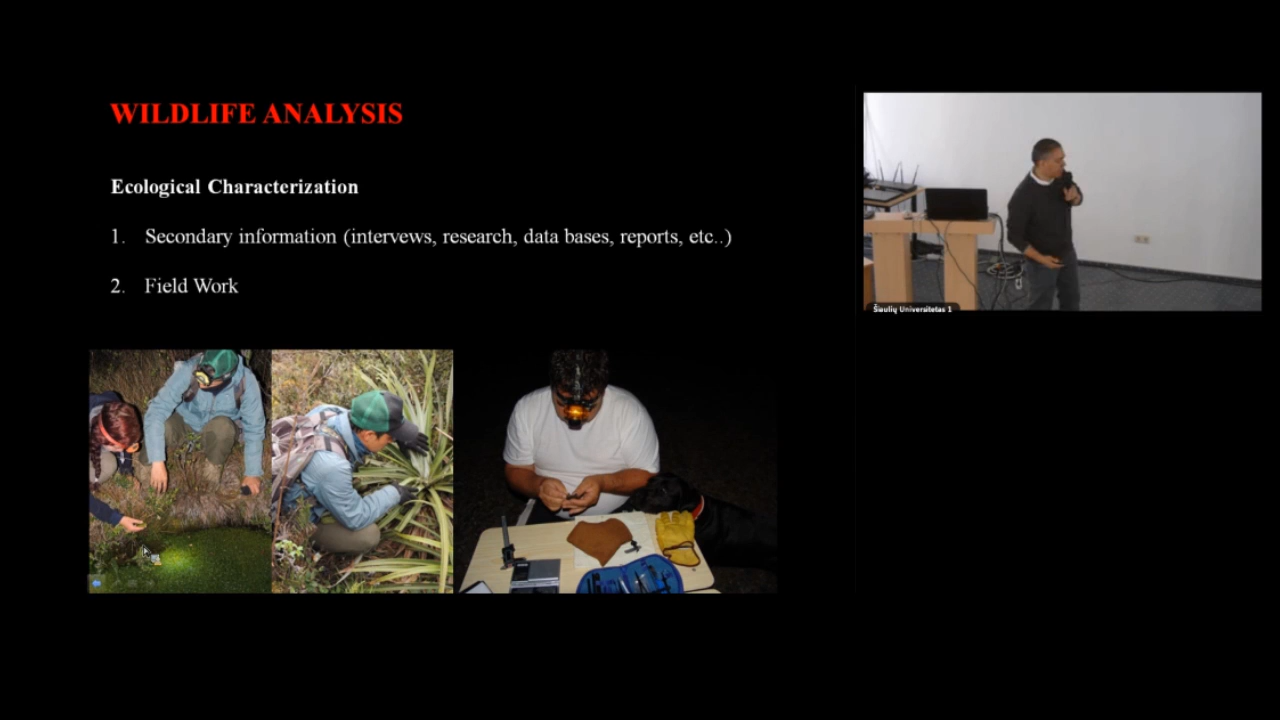 WILDLIFE ANALYSIS
Ecological Characterization
1. Secondary information (intervews, research, data bases, reports, etc..)
2. Field Work
Šiaulių Universitetas 1